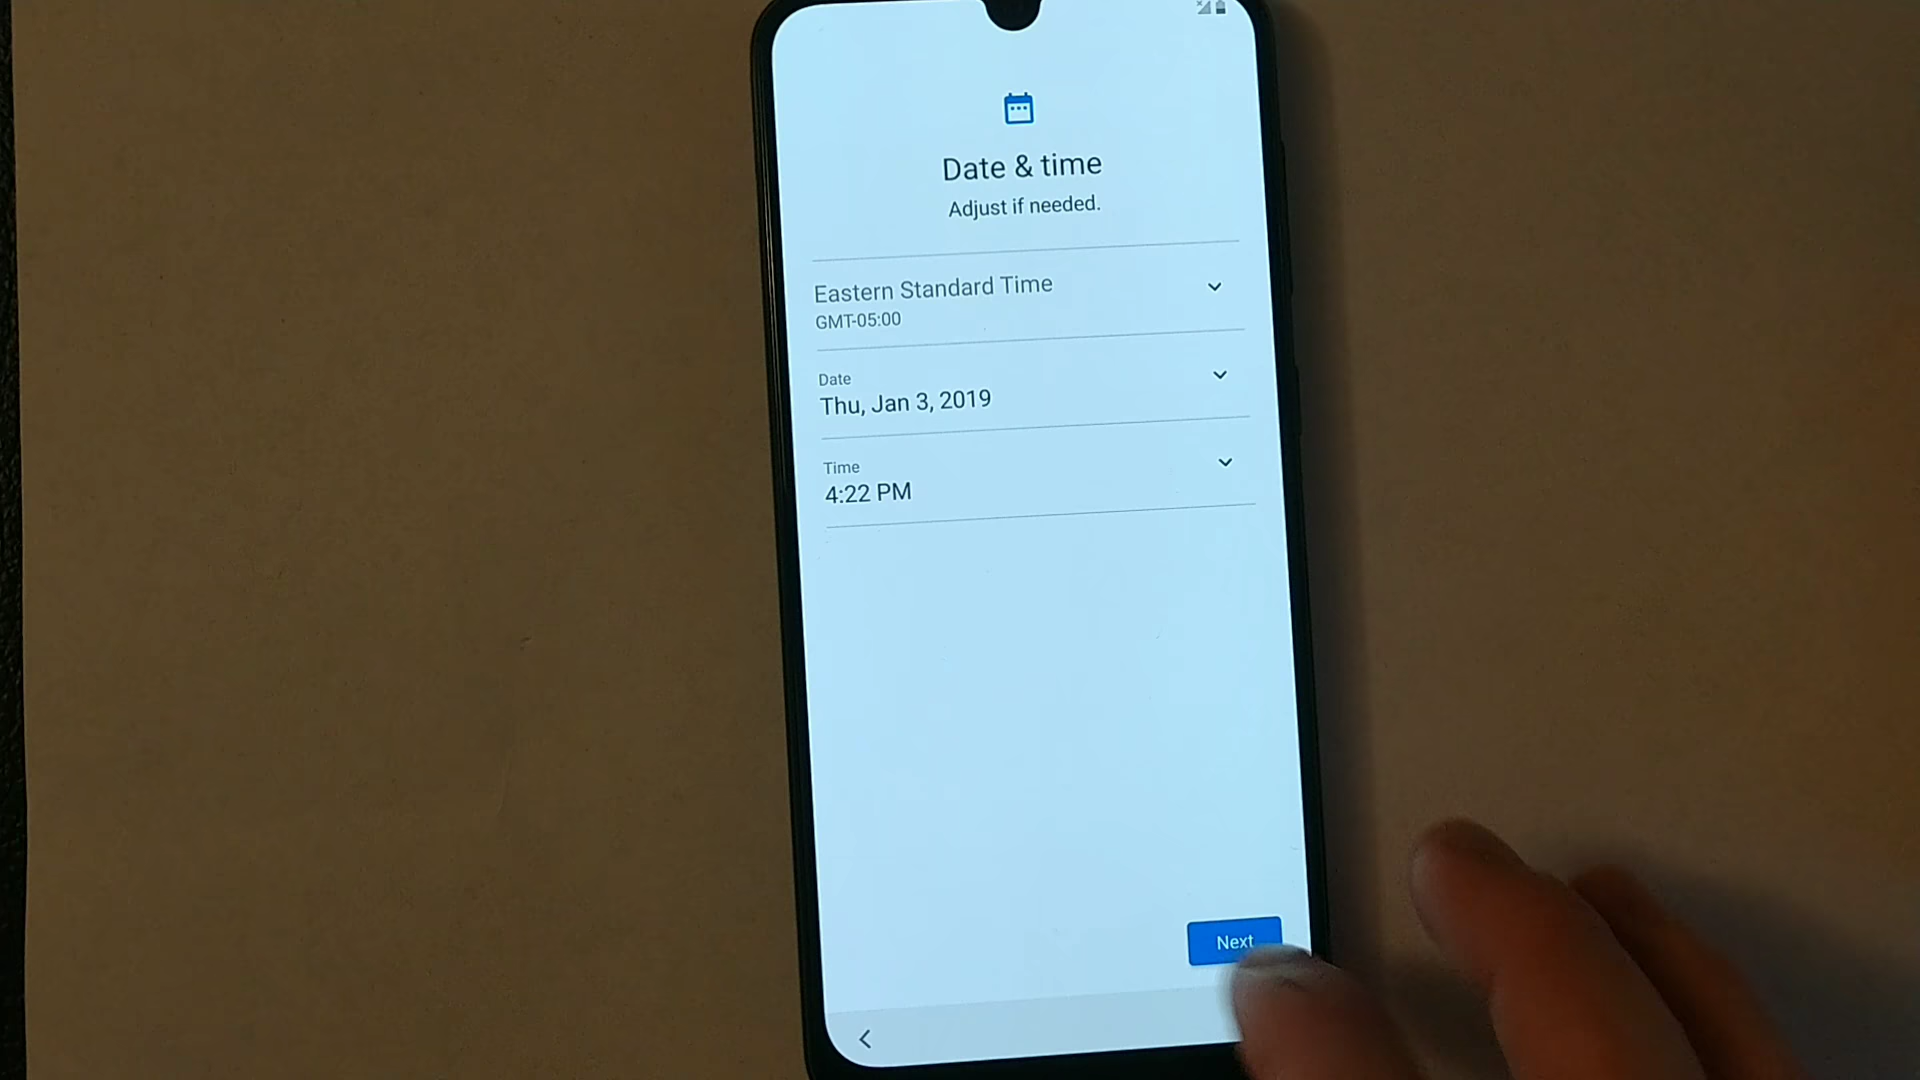 Date & time
Adjust if needed.
Eastern Standard Time
GMT-05:00
Date
Thu, Jan 3, 2019
Time
4:22 PM
Next